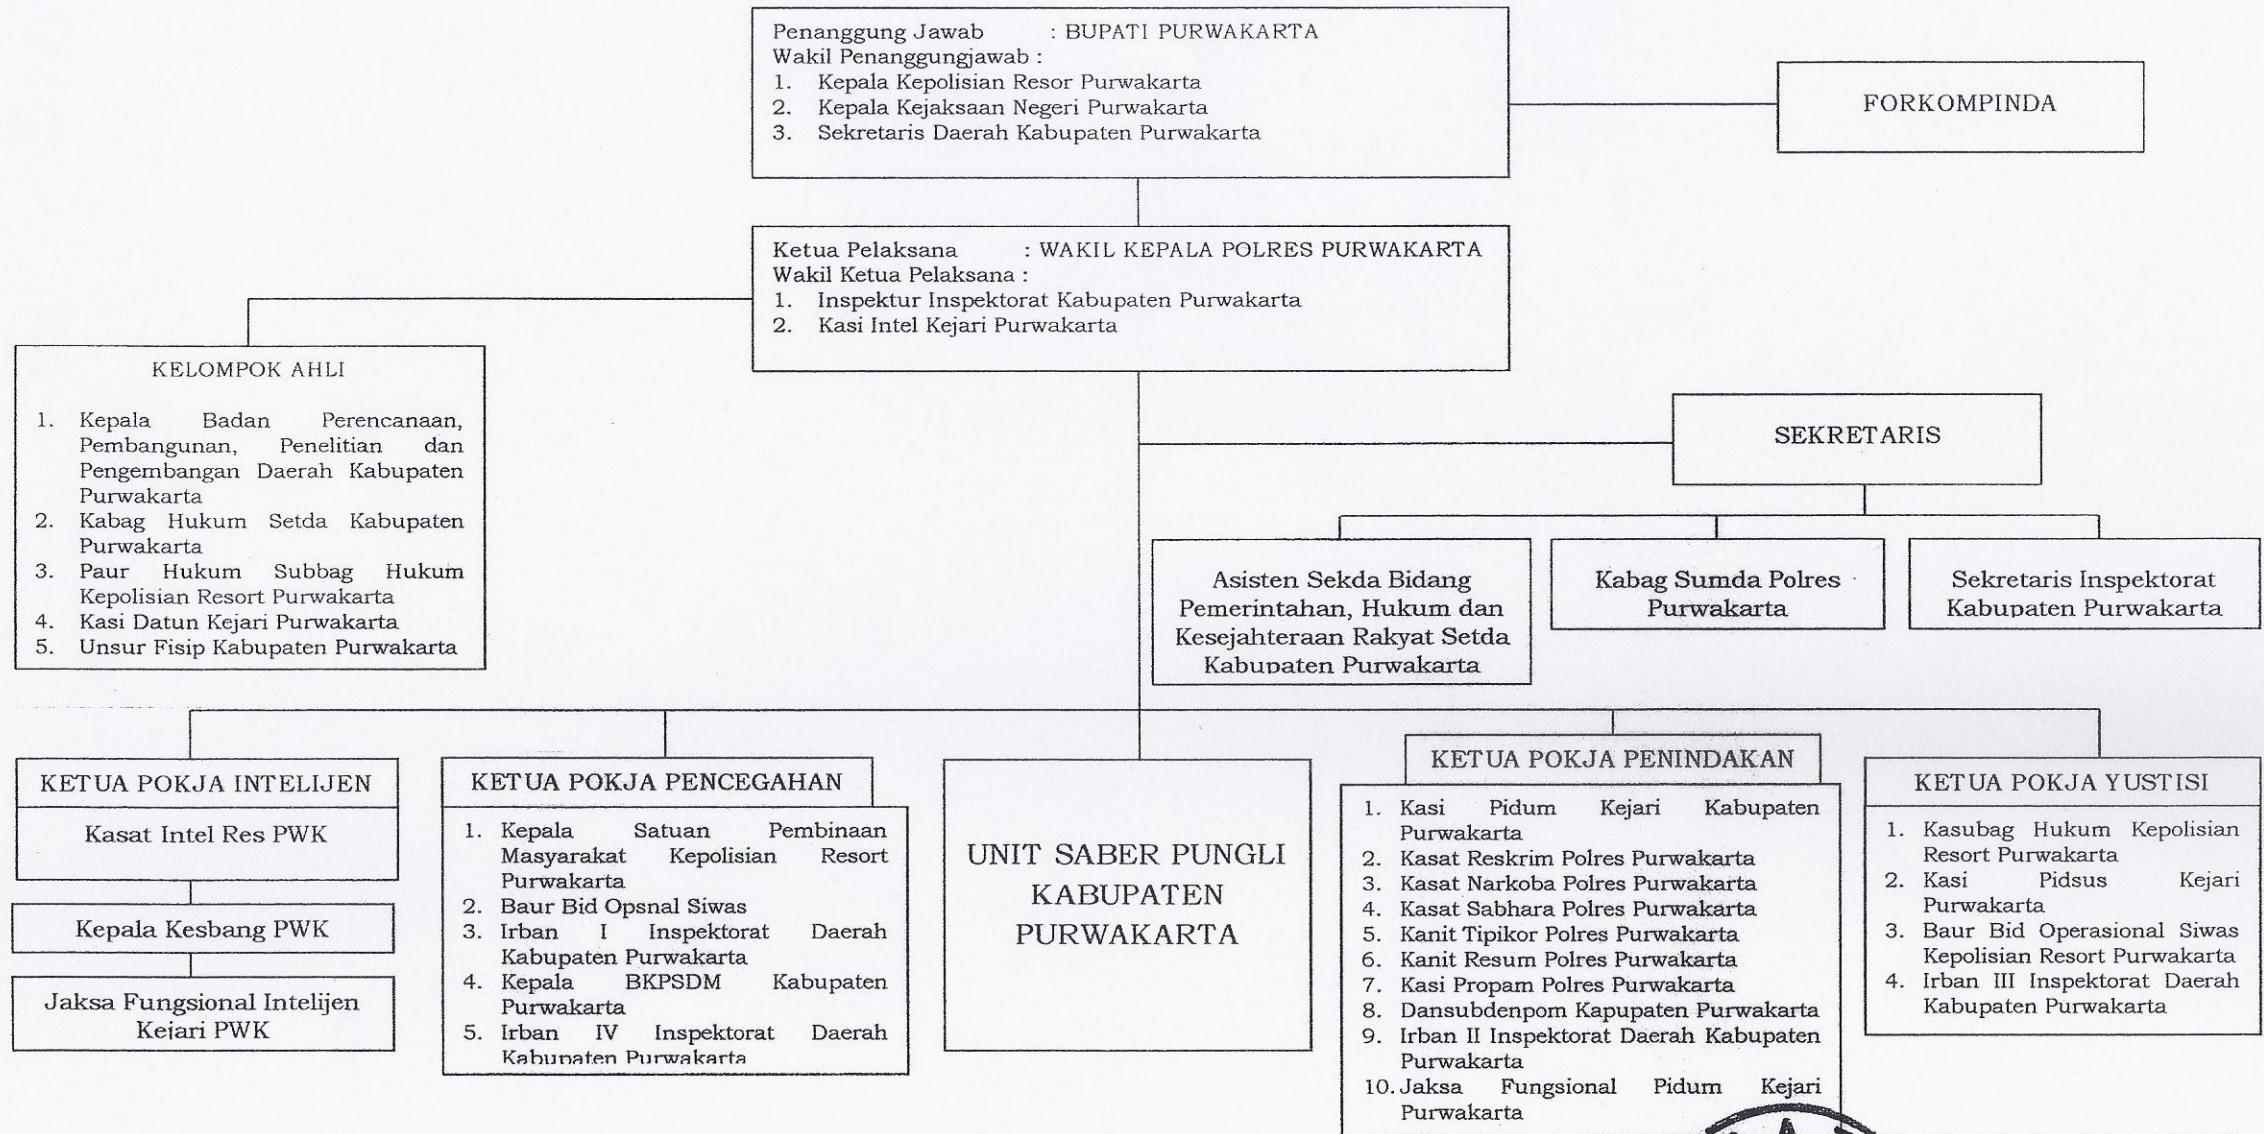 Penanggung Jawab : BUPATI PURWAKARTA
Wakil Penanggungjawab :
1. Kepala Kepolisian Resor Purwakarta
2. Kepala Kejaksaan Negeri Purwakarta
3. Sekretaris Daerah Kabupaten Purwakarta
FORKOMPINDA
Ketua Pelaksana : WAKIL KEPALA POLRES PURWAKARTA
Wakil Ketua Pelaksana :
1. Inspektur Inspektorat Kabupaten Purwakarta
2. Kasi Intel Kejari Purwakarta
KELOMPOK AHLI
1. Kepala Badan Perencanaan,
Pembangunan, Penelitian dan
Pengembangan Daerah Kabupaten
Purwakarta
2. Kabag Hukum Setda Kabupaten
Purwakarta
3. Paur Hukum Subbag Hukum
Kepolisian Resort Purwakarta
4. Kasi Datun Kejari Purwakarta
5. Unsur Fisip Kabupaten Purwakarta
SEKRETARIS
Asisten Sekda Bidang
Pemerintahan, Hukum dan
Kesejahteraan Rakyat Setda
Kabupaten Purwakarta
Kabag Sumda Polres
Purwakarta
Sekretaris Inspektorat
Kabupaten Purwakarta
KETUA POKJA INTELIJEN
Kasat Intel Res PWK
Kepala Kesbang PWK
Jaksa Fungsional Intelijen
Kejari PWK
KETUA POKJA PENCEGAHAN
1. Kepala Satuan Pembinaan
Masyarakat Kepolisian Resort
Purwakarta
2. Baur Bid Opsnal Siwas
3. Irban I Inspektorat Daerah
Kabupaten Purwakarta
4. Kepala BKPSDM Kabupaten
Purwakarta
5. Irban IV Inspektorat Daerah
Kabupaten Purwakarta
UNIT SABER PUNGLI
KABUPATEN
PURWAKARTA
KETUA POKJA PENINDAKAN
1. Kasi Pidum Kejari Kabupaten
Purwakarta
2. Kasat Reskrim Polres Purwakarta
3. Kasat Narkoba Polres Purwakarta
4. Kasat Sabhara Polres Purwakarta
5. Kanit Tipikor Polres Purwakarta
6. Kanit Resum Polres Purwakarta
7. Kasi Propam Polres Purwakarta
8. Dansubdenpom Kapupaten Purwakarta
9. Irban II Inspektorat Daerah Kabupaten
Purwakarta
10. Jaksa Fungsional Pidum Kejari
Purwakarta
KETUA POKJA YUSTISI
1. Kasubag Hukum Kepolisian
Resort Purwakarta
2. Kasi Pidsus Kejari
Purwakarta
3. Baur Bid Operasional Siwas
Kepolisian Resort Purwakarta
4. Irban III Inspektorat Daerah
Kabupaten Purwakarta